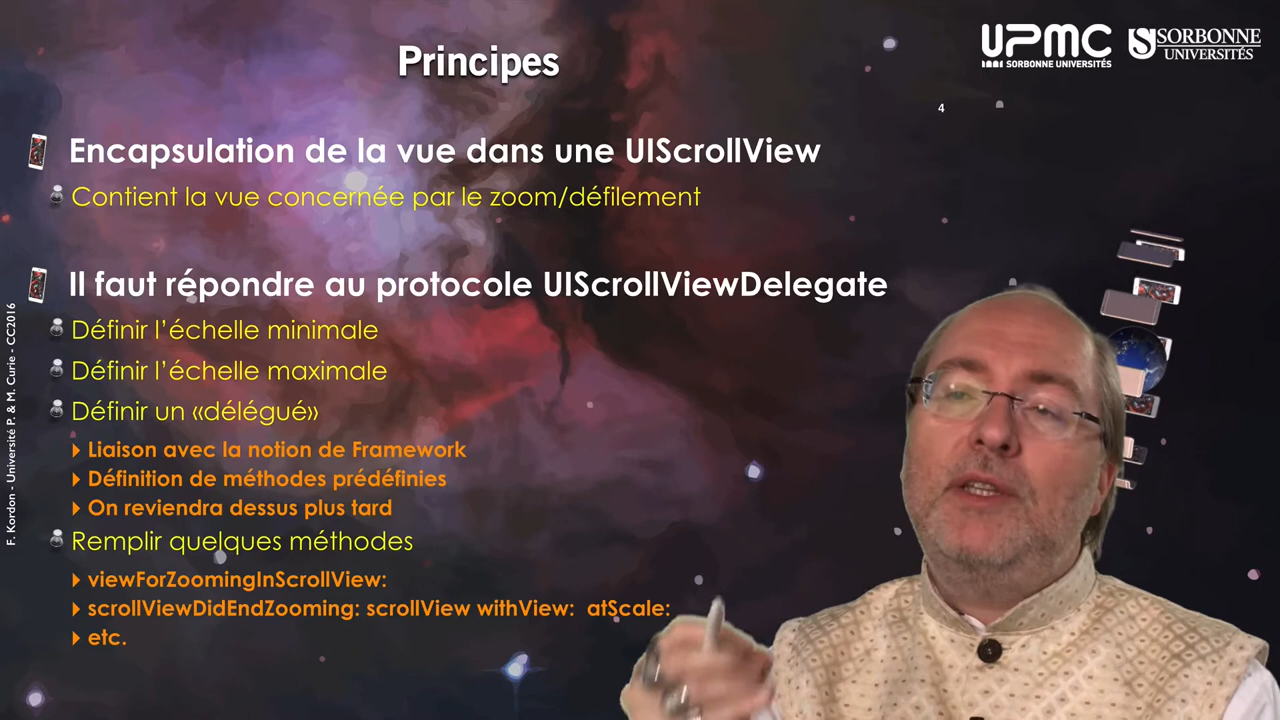 Principes
UPMC
SORBONNE UNIVERSITÉS
SORBONNE
UNIVERSITÉS
4
Encapsulation de la vue dans une UIScrollView
Contient la vue concernée par le zoom/défilement
Il faut répondre au protocole UIScrollViewDelegate
Définir l'échelle minimale
Définir l'échelle maximale
Définir un «délégué»
Liaison avec la notion de Framework
Définition de méthodes prédéfinies
On reviendra dessus plus tard
Remplir quelques méthodes
viewForZoomingInScrollView:
scrollViewDidEndZooming: scrollView withView: atScale:
etc.
F. Kordon - Université P. & M. Curie - CC2016